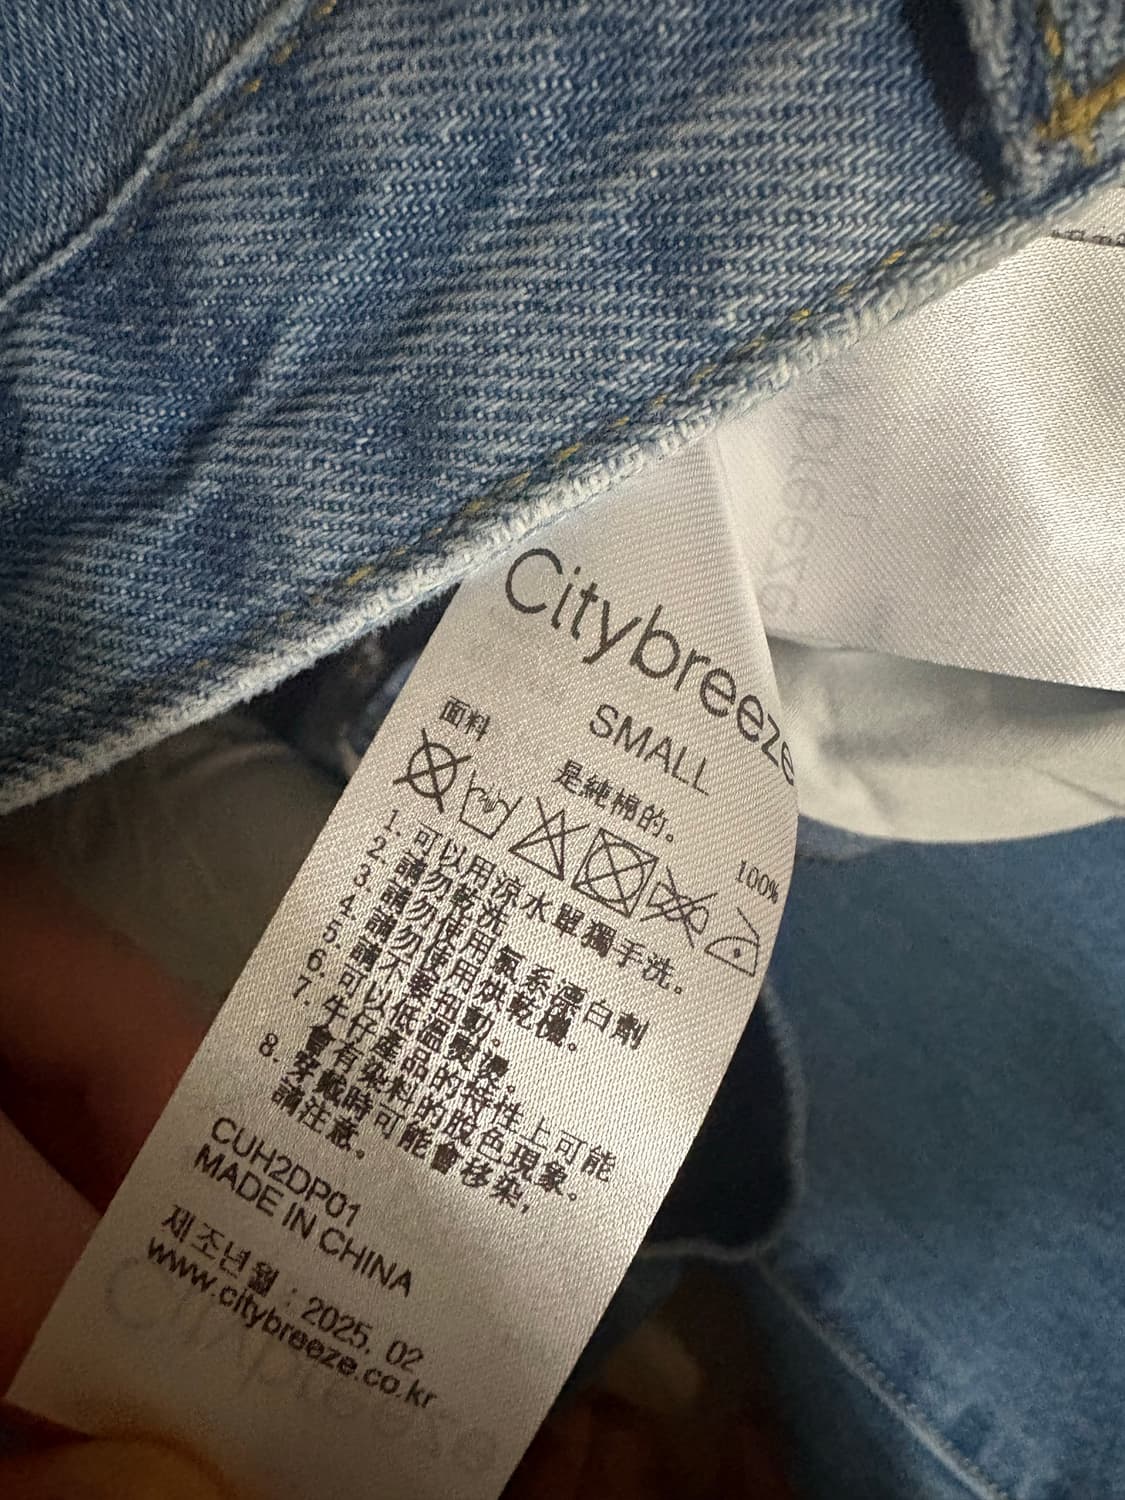 Citybreeze
SMALL
面料
是純棉的。
100%
1. 可以用涼水單獨手洗。
2. 請勿乾洗
3. 請勿使用氯系漂白劑
4. 請勿使用烘乾機。
5. 請不要扭動。
6. 可以低溫熨燙。
7. 牛仔產品的特性上可能
會有染料的脫色現象。
8. 穿戴時可能會移染,
請注意。
CUH2DP01
MADE IN CHINA
제조년월 : 2025. 02
www.citybreeze.co.kr